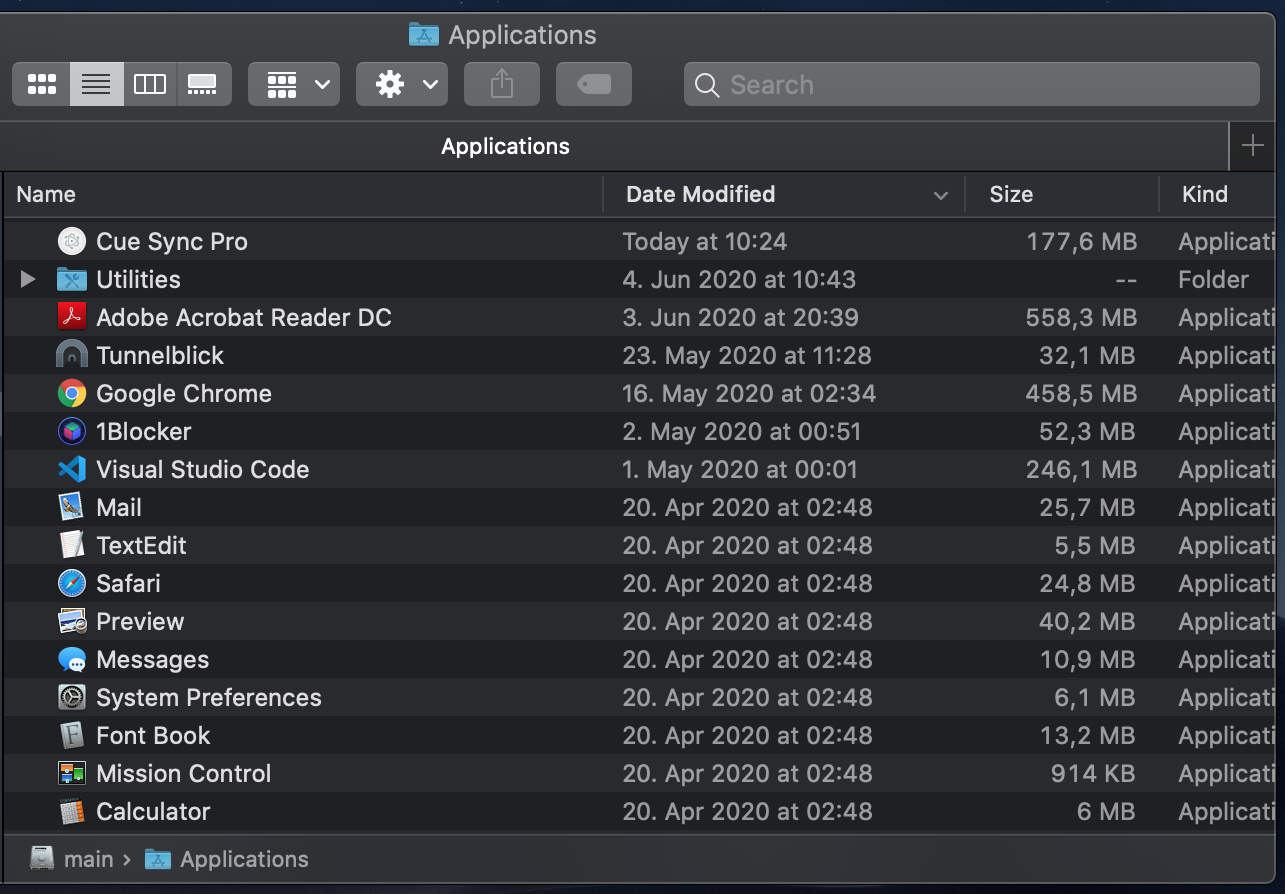 Applications
Search
Applications
Name Date Modified Size Kind
Cue Sync Pro Today at 10:24 177,6 MB Applicati
Utilities 4. Jun 2020 at 10:43 -- Folder
Adobe Acrobat Reader DC 3. Jun 2020 at 20:39 558,3 MB Applicati
Tunnelblick 23. May 2020 at 11:28 32,1 MB Applicati
Google Chrome 16. May 2020 at 02:34 458,5 MB Applicati
1Blocker 2. May 2020 at 00:51 52,3 MB Applicati
Visual Studio Code 1. May 2020 at 00:01 246,1 MB Applicati
Mail 20. Apr 2020 at 02:48 25,7 MB Applicati
TextEdit 20. Apr 2020 at 02:48 5,5 MB Applicati
Safari 20. Apr 2020 at 02:48 24,8 MB Applicati
Preview 20. Apr 2020 at 02:48 40,2 MB Applicati
Messages 20. Apr 2020 at 02:48 10,9 MB Applicati
System Preferences 20. Apr 2020 at 02:48 6,1 MB Applicati
Font Book 20. Apr 2020 at 02:48 13,2 MB Applicati
Mission Control 20. Apr 2020 at 02:48 914 KB Applicati
Calculator 20. Apr 2020 at 02:48 6 MB Applicati
main › Applications